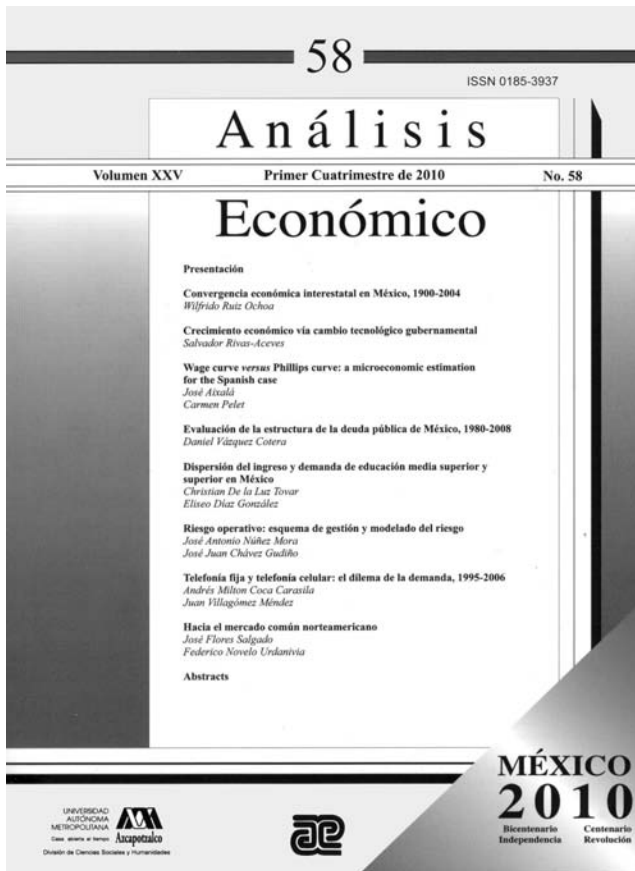 58
ISSN 0185-3937
Análisis
Volumen XXV Primer Cuatrimestre de 2010 No. 58
Económico
Presentación
Convergencia económica interestatal en México, 1900-2004
Wilfrido Ruiz Ochoa
Crecimiento económico vía cambio tecnológico gubernamental
Salvador Rivas-Aceves
Wage curve versus Phillips curve: a microeconomic estimation
for the Spanish case
José Aixalá
Carmen Pelet
Evaluación de la estructura de la deuda pública de México, 1980-2008
Daniel Vázquez Cotera
Dispersión del ingreso y demanda de educación media superior y
superior en México
Christian De la Luz Tovar
Eliseo Díaz González
Riesgo operativo: esquema de gestión y modelado del riesgo
José Antonio Núñez Mora
José Juan Chávez Gudiño
Telefonía fija y telefonía celular: el dilema de la demanda, 1995-2006
Andrés Milton Coca Carasila
Juan Villagómez Méndez
Hacia el mercado común norteamericano
José Flores Salgado
Federico Novelo Urdanivia
Abstracts
MÉXICO
2010
Bicentenario Centenario
Independencia Revolución
UNIVERSIDAD
AUTÓNOMA
METROPOLITANA
Casa abierta al tiempo Azcapotzalco
División de Ciencias Sociales y Humanidades
ae